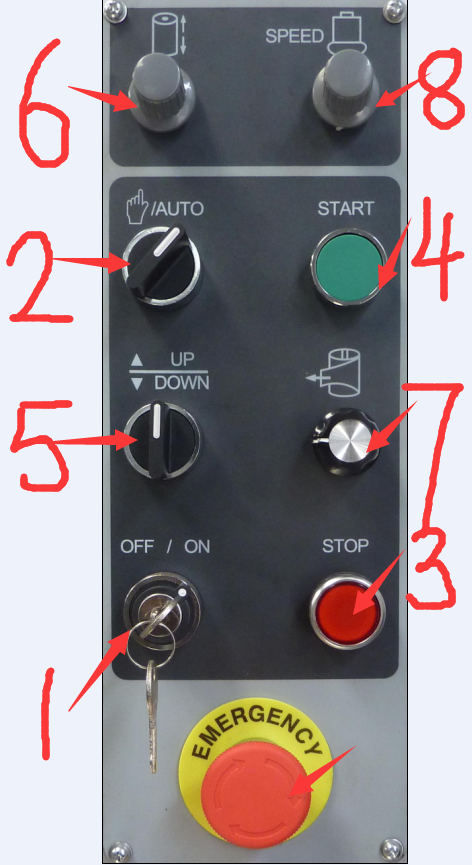 SPEED
6
8
/AUTO
START
2
4
UP
DOWN
5
7
OFF / ON
STOP
3
1
EMERGENCY